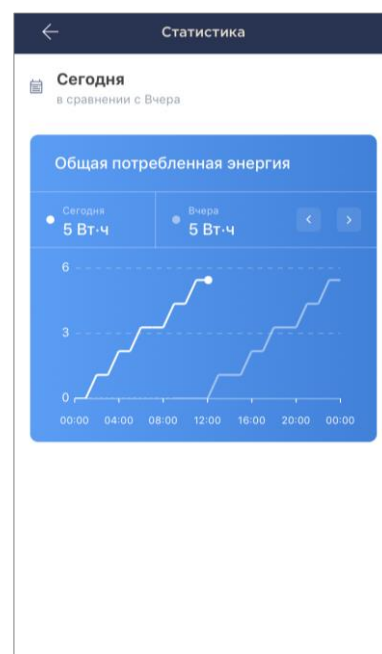 Статистика
Сегодня
в сравнении с Вчера
Общая потребленная энергия
Сегодня
5 Вт·ч
Вчера
5 Вт·ч
6
3
0
00:00 04:00 08:00 12:00 16:00 20:00 00:00